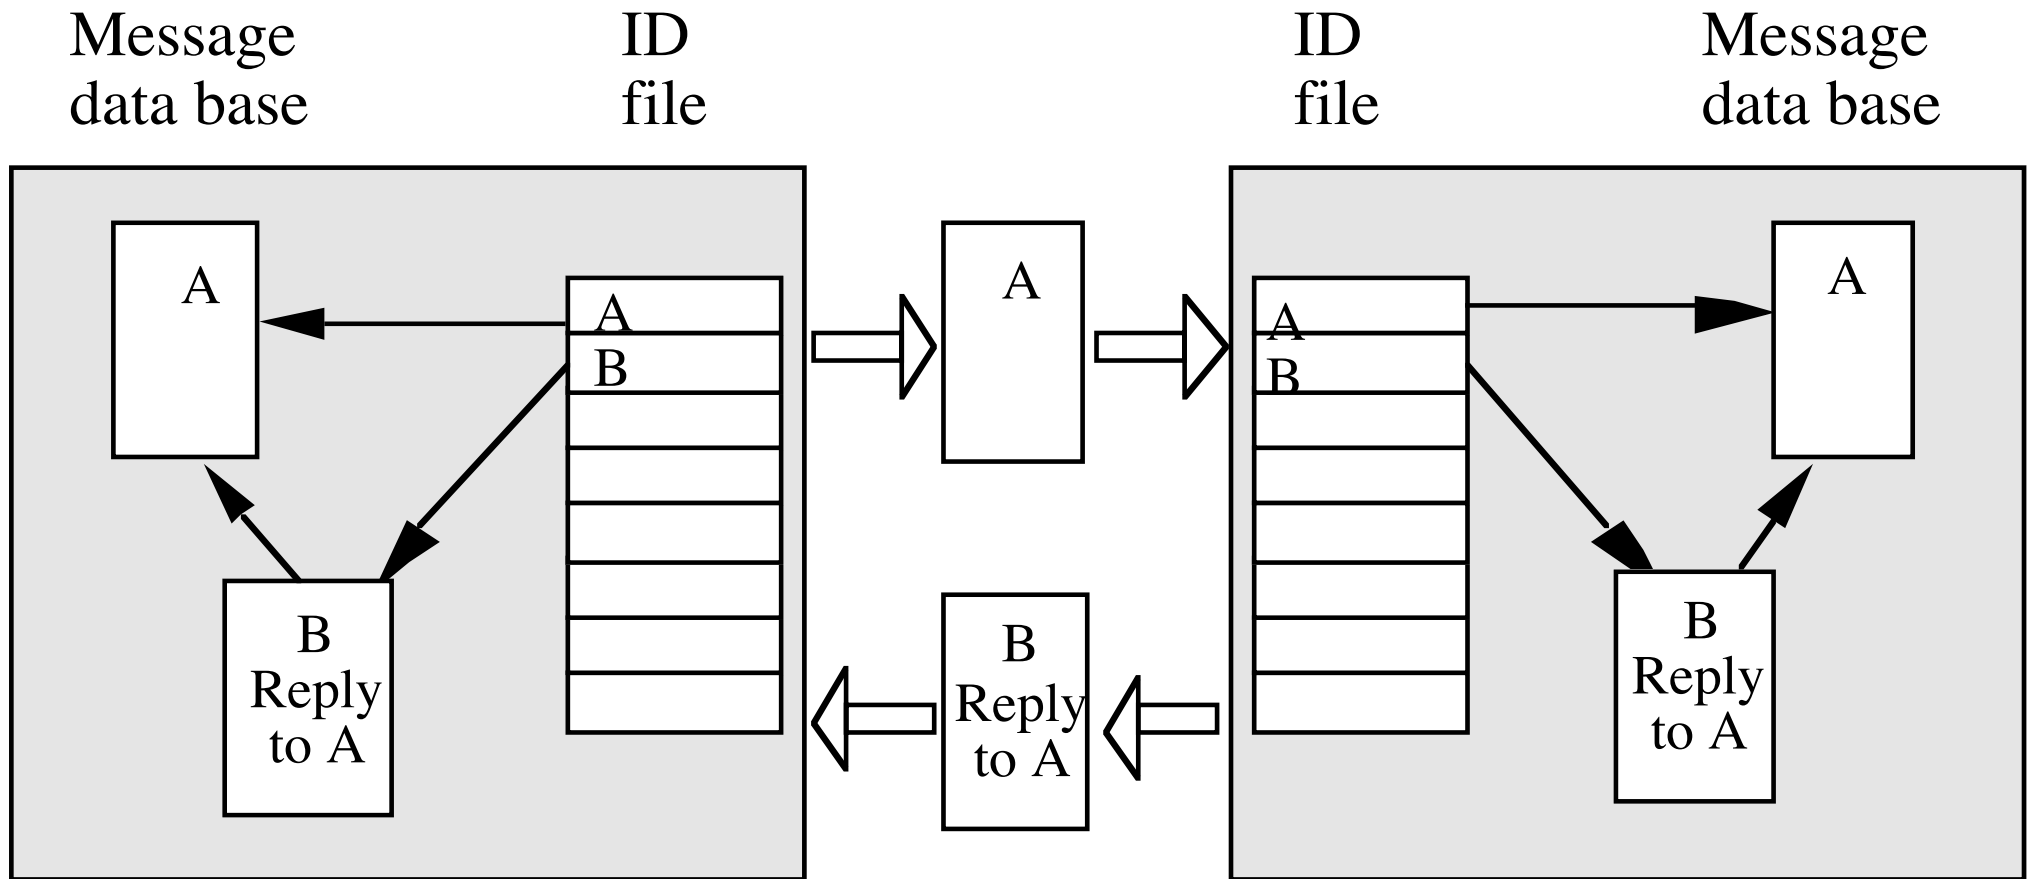 Message
data base
ID
file
ID
file
Message
data base
A
A
B
B
Reply
to A
A
B
Reply
to A
A
B
A
B
Reply
to A